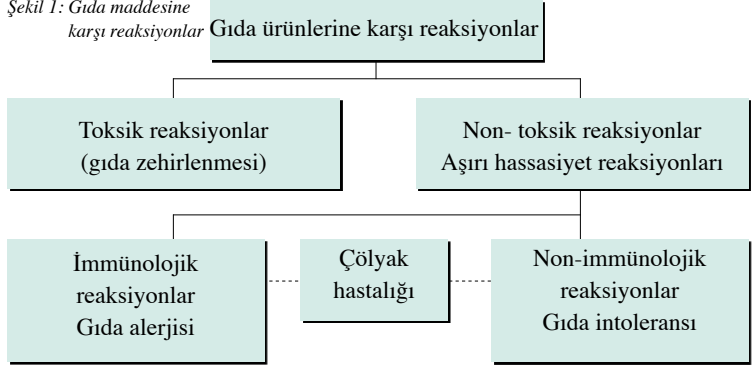 Şekil 1: Gıda maddesine
karşı reaksiyonlar
Gıda ürünlerine karşı reaksiyonlar
Toksik reaksiyonlar
(gıda zehirlenmesi)
Non- toksik reaksiyonlar
Aşırı hassasiyet reaksiyonları
İmmünolojik
reaksiyonlar
Gıda alerjisi
Çölyak
hastalığı
Non-immünolojik
reaksiyonlar
Gıda intoleransı